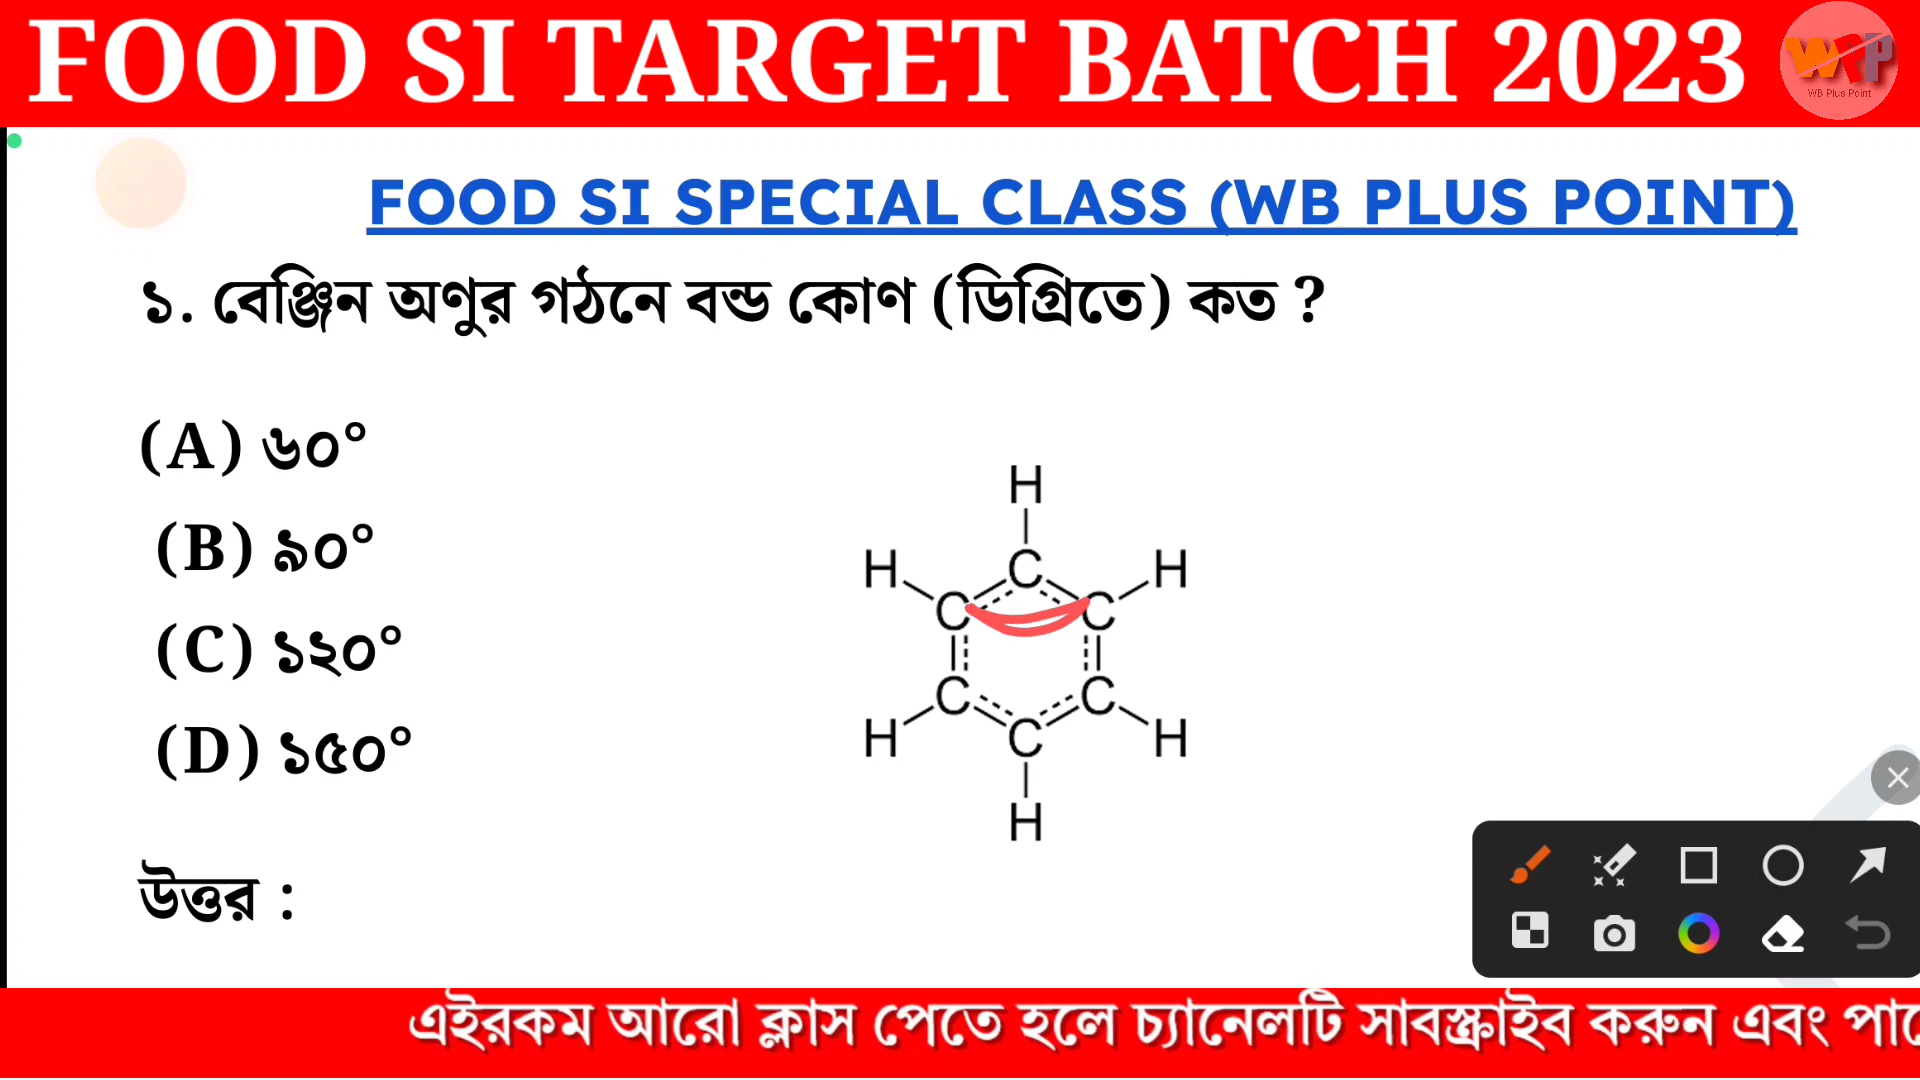 FOOD SI TARGET BATCH 2023
WB Plus Point
FOOD SI SPECIAL CLASS (WB PLUS POINT)
১. বেঞ্জিন অণুর গঠনে বন্ড কোণ (ডিগ্রিতে) কত ?
(A) ৬০°
(B) ৯০°
(C) ১২০°
(D) ১৫০°
H
H C H
C C
C C
H C H
H
উত্তর :
এইরকম আরো ক্লাস পেতে হলে চ্যানেলটি সাবস্ক্রাইব করুন এবং